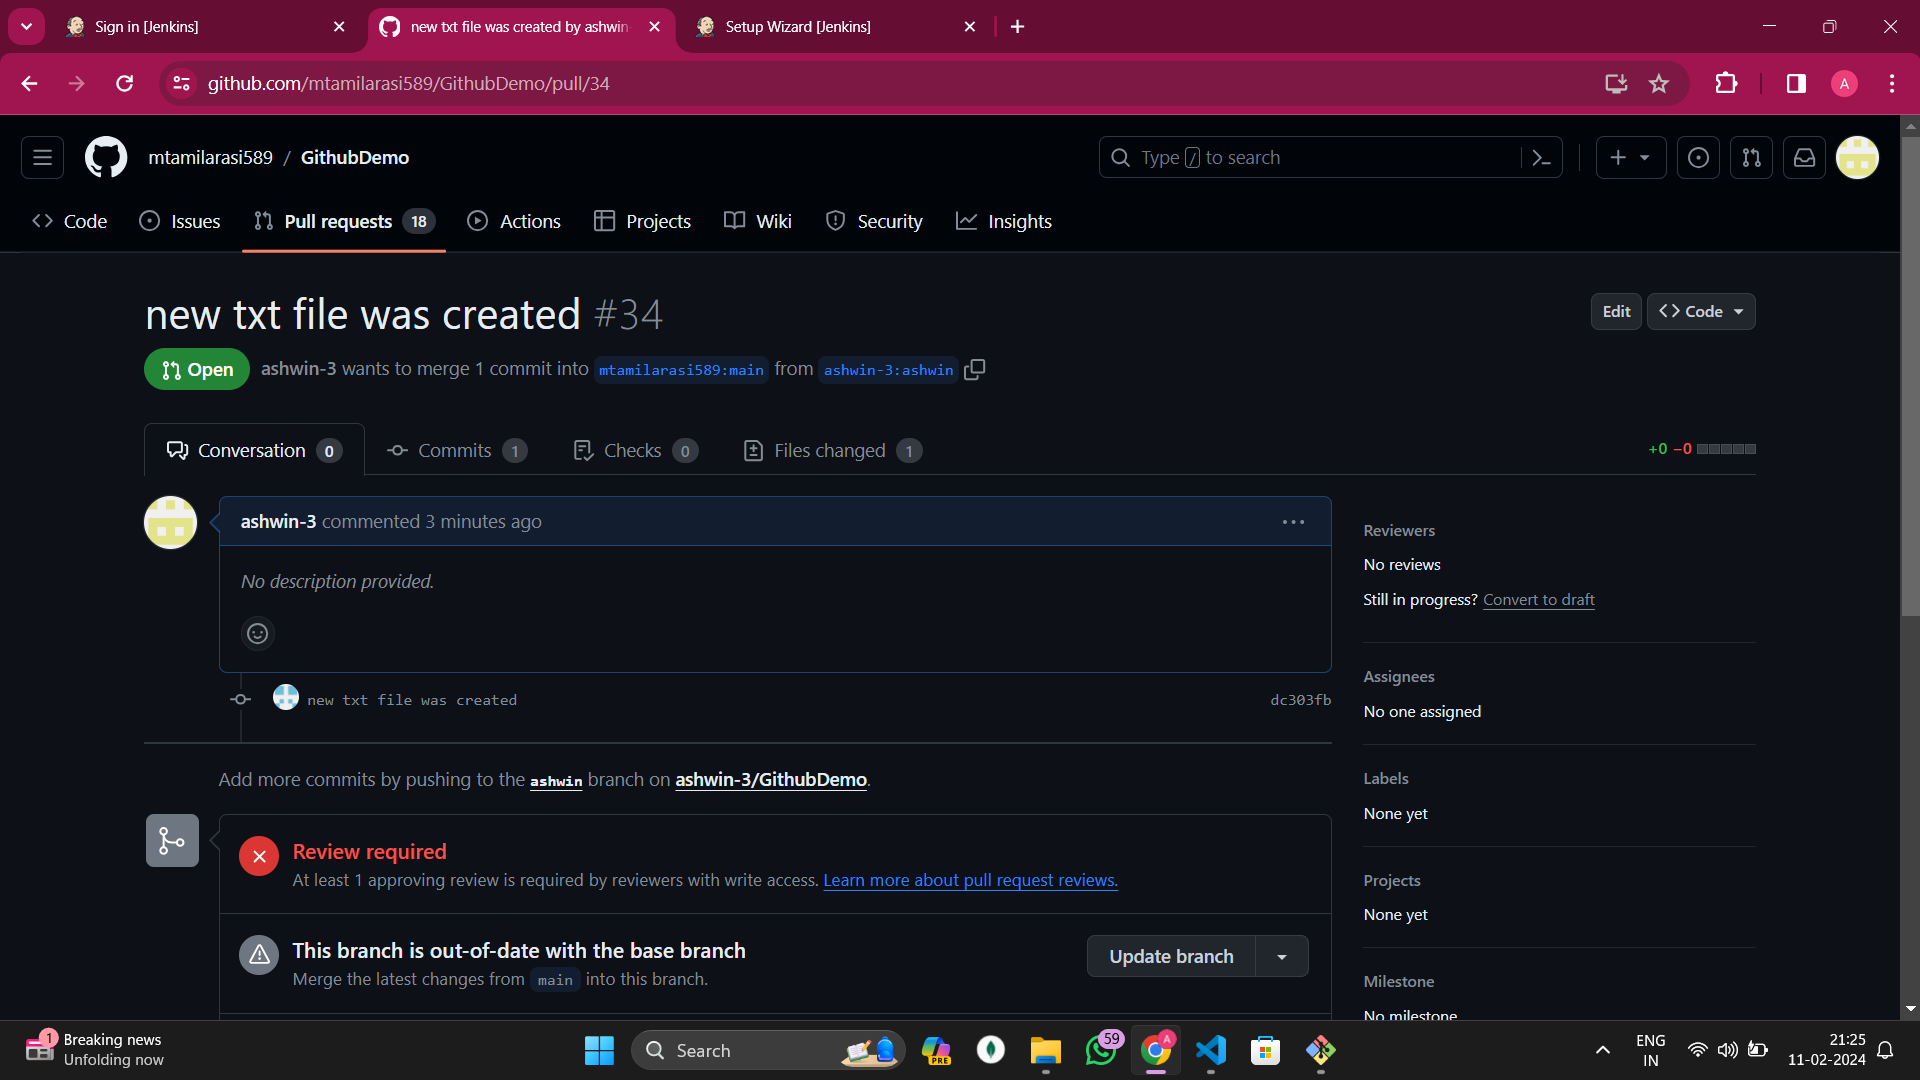 Sign in [Jenkins]
new txt file was created by ashwin-
Setup Wizard [Jenkins]
github.com/mtamilarasi589/GithubDemo/pull/34
A
mtamilarasi589 / GithubDemo
Type / to search
Code
Issues
Pull requests 18
Actions
Projects
Wiki
Security
Insights
new txt file was created #34
Edit
Code
Open
ashwin-3 wants to merge 1 commit into mtamilarasi589:main from ashwin-3:ashwin
Conversation 0
Commits 1
Checks 0
Files changed 1
+0 −0
ashwin-3 commented 3 minutes ago
No description provided.
new txt file was created
dc303fb
Add more commits by pushing to the ashwin branch on ashwin-3/GithubDemo.
Review required
At least 1 approving review is required by reviewers with write access. Learn more about pull request reviews.
This branch is out-of-date with the base branch
Merge the latest changes from main into this branch.
Update branch
Reviewers
No reviews
Still in progress? Convert to draft
Assignees
No one assigned
Labels
None yet
Projects
None yet
Milestone
No milestone
1
Breaking news
Unfolding now
Search
PRE
59
A
ENG
IN
21:25
11-02-2024